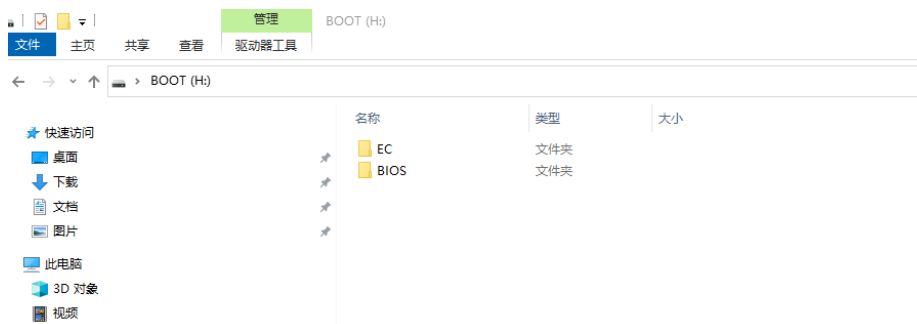 管理 BOOT (H:)
文件 主页 共享 查看 驱动器工具
BOOT (H:)
名称 类型 大小
快速访问
桌面
下载
文档
图片
此电脑
3D 对象
视频
EC 文件夹
BIOS 文件夹